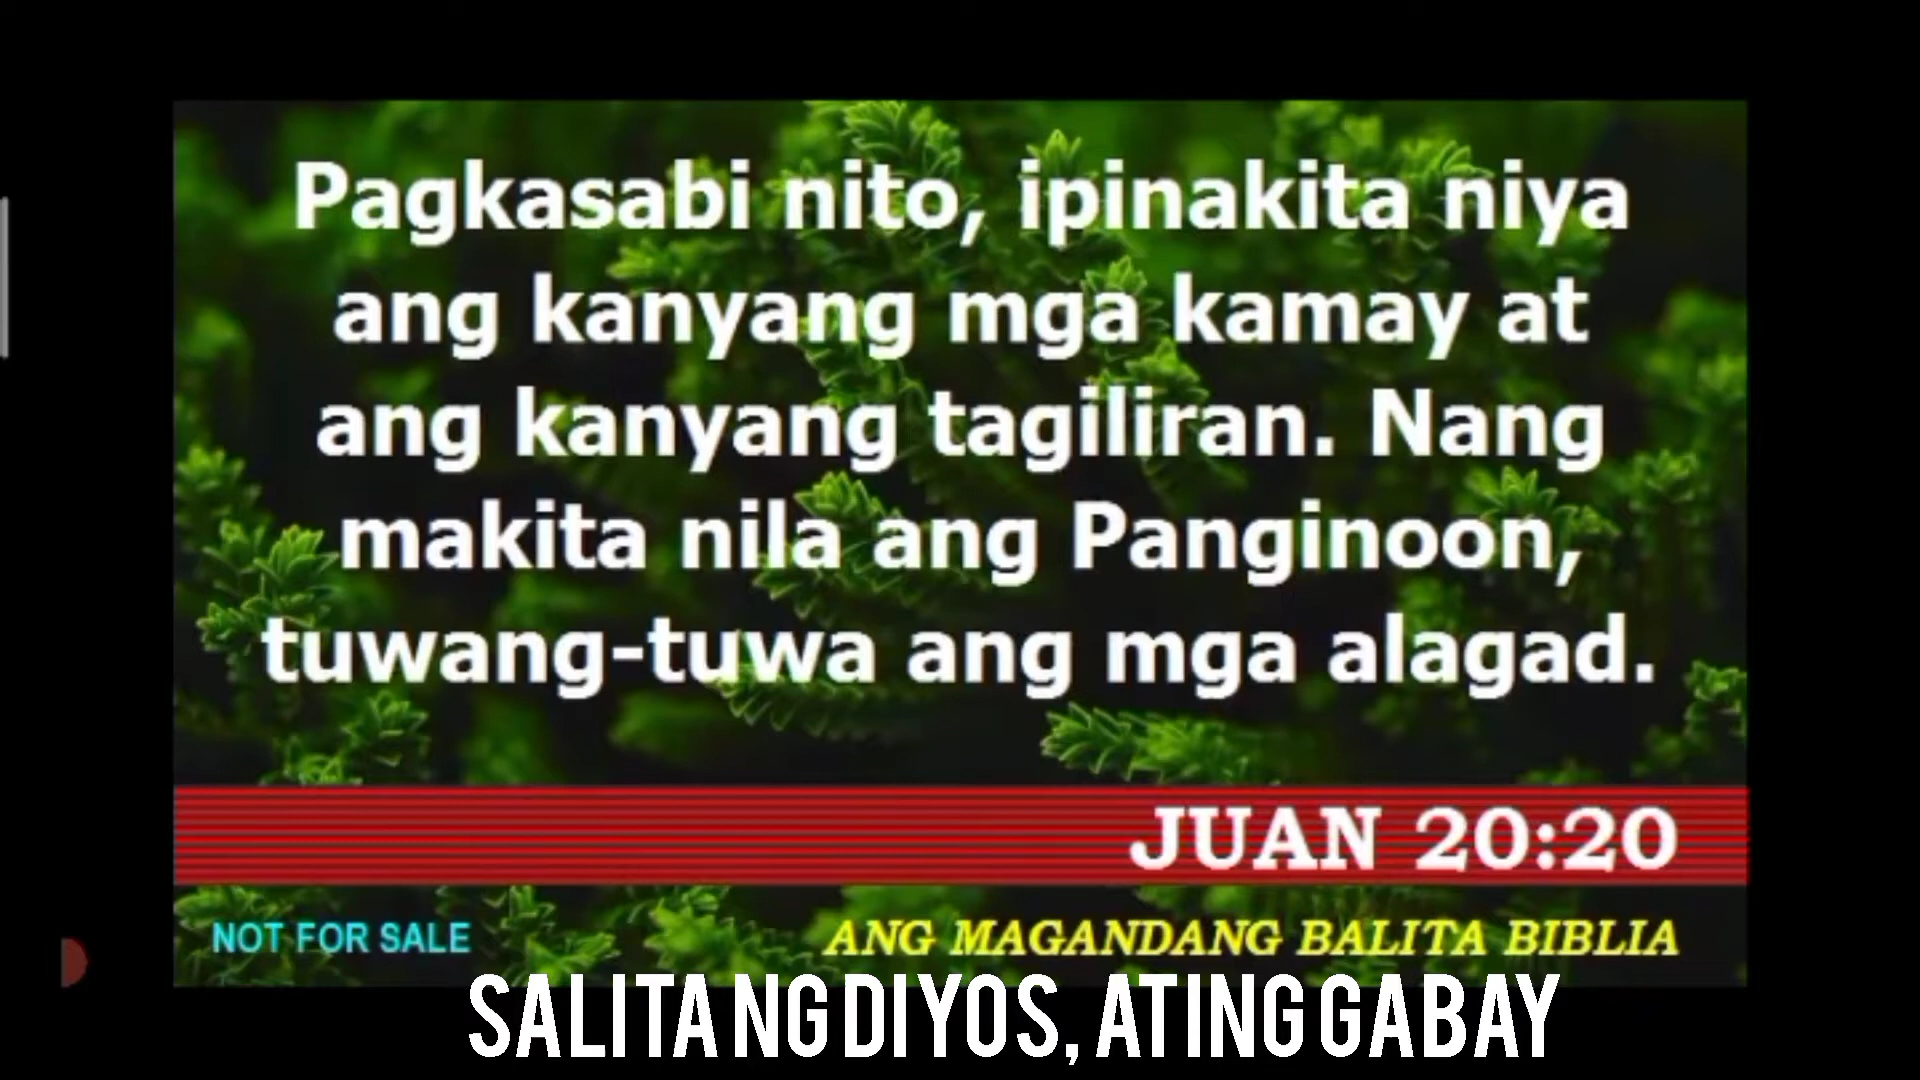 Pagkasabi nito, ipinakita niya
ang kanyang mga kamay at
ang kanyang tagiliran. Nang
makita nila ang Panginoon,
tuwang-tuwa ang mga alagad.
JUAN 20:20
NOT FOR SALE
ANG MAGANDANG BALITA BIBLIA
SALITA NG DIYOS, ATING GABAY